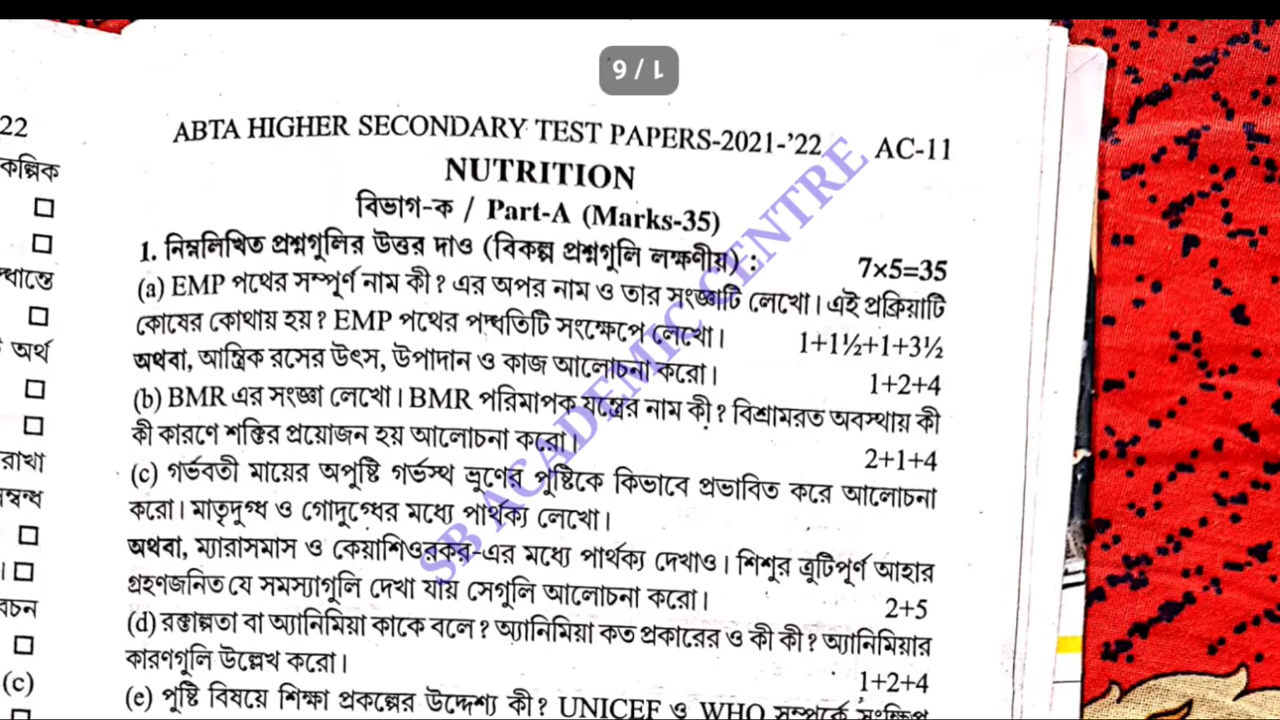 1 / 6
ABTA HIGHER SECONDARY TEST PAPERS-2021-'22 AC-11
NUTRITION
বিভাগ-ক / Part-A (Marks-35)
1. নিম্নলিখিত প্রশ্নগুলির উত্তর দাও (বিকল্প প্রশ্নগুলি লক্ষণীয়) : 7×5=35
(a) EMP পথের সম্পূর্ণ নাম কী? এর অপর নাম ও তার সংজ্ঞাটি লেখো। এই প্রক্রিয়াটি
কোষের কোথায় হয়? EMP পথের পদ্ধতিটি সংক্ষেপে লেখো। 1+1½+1+3½
অথবা, আন্ত্রিক রসের উৎস, উপাদান ও কাজ আলোচনা করো। 1+2+4
(b) BMR এর সংজ্ঞা লেখো। BMR পরিমাপক যন্ত্রের নাম কী? বিশ্রামরত অবস্থায় কী
কী কারণে শক্তির প্রয়োজন হয় আলোচনা করো। 2+1+4
(c) গর্ভবতী মায়ের অপুষ্টি গর্ভস্থ ভ্রুণের পুষ্টিকে কিভাবে প্রভাবিত করে আলোচনা
করো। মাতৃদুগ্ধ ও গোদুগ্ধের মধ্যে পার্থক্য লেখো।
অথবা, ম্যারাসমাস ও কোয়াশিওরকর-এর মধ্যে পার্থক্য দেখাও। শিশুর ত্রুটিপূর্ণ আহার
গ্রহণজনিত যে সমস্যাগুলি দেখা যায় সেগুলি আলোচনা করো। 2+5
(d) রক্তাল্পতা বা অ্যানিমিয়া কাকে বলে? অ্যানিমিয়া কত প্রকারের ও কী কী? অ্যানিমিয়ার
কারণগুলি উল্লেখ করো। 1+2+4
(e) পুষ্টি বিষয়ে শিক্ষা প্রকল্পের উদ্দেশ্য কী? UNICEF ও WHO সম্পর্কে সংক্ষিপ্ত
SB ACADEMIC CENTRE
22
কল্পিক
অর্থ
রাখা
(c)